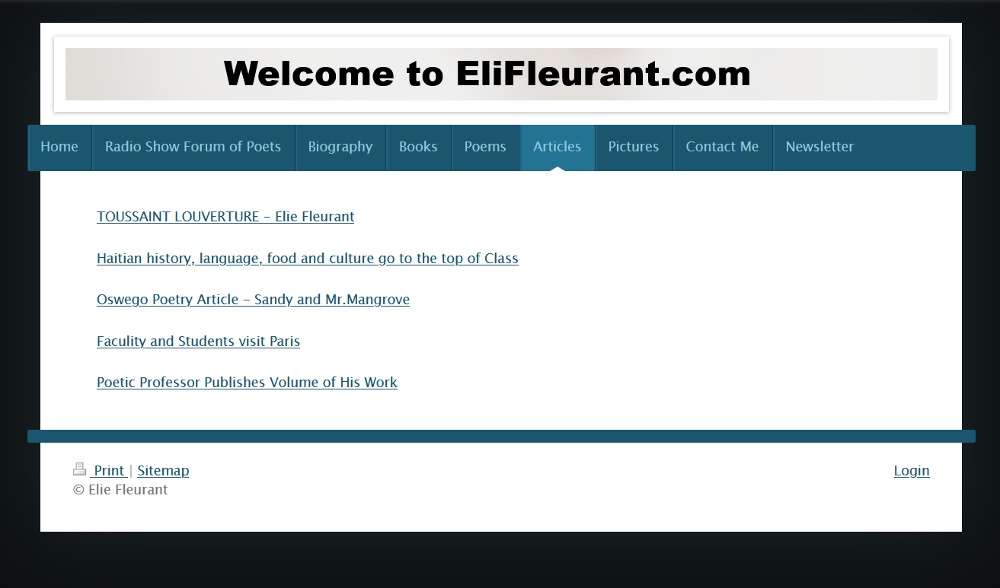 Welcome to EliFleurant.com
Home Radio Show Forum of Poets Biography Books Poems Articles Pictures Contact Me Newsletter
TOUSSAINT LOUVERTURE - Elie Fleurant
Haitian history, language, food and culture go to the top of Class
Oswego Poetry Article - Sandy and Mr.Mangrove
Faculity and Students visit Paris
Poetic Professor Publishes Volume of His Work
Print | Sitemap Login
© Elie Fleurant